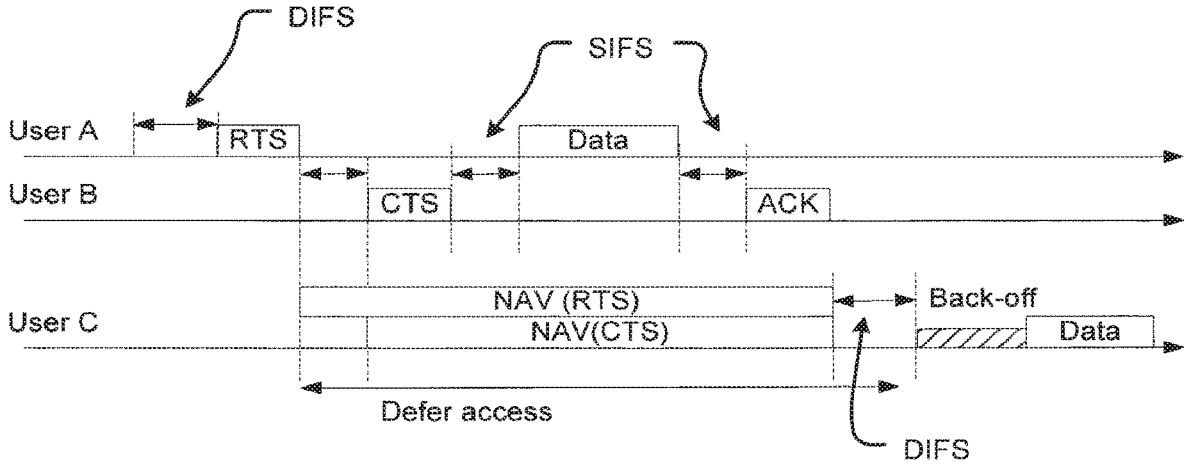 DIFS
SIFS
User A
RTS
Data
User B
CTS
ACK
NAV (RTS)
Back-off
User C
NAV(CTS)
Data
Defer access
DIFS